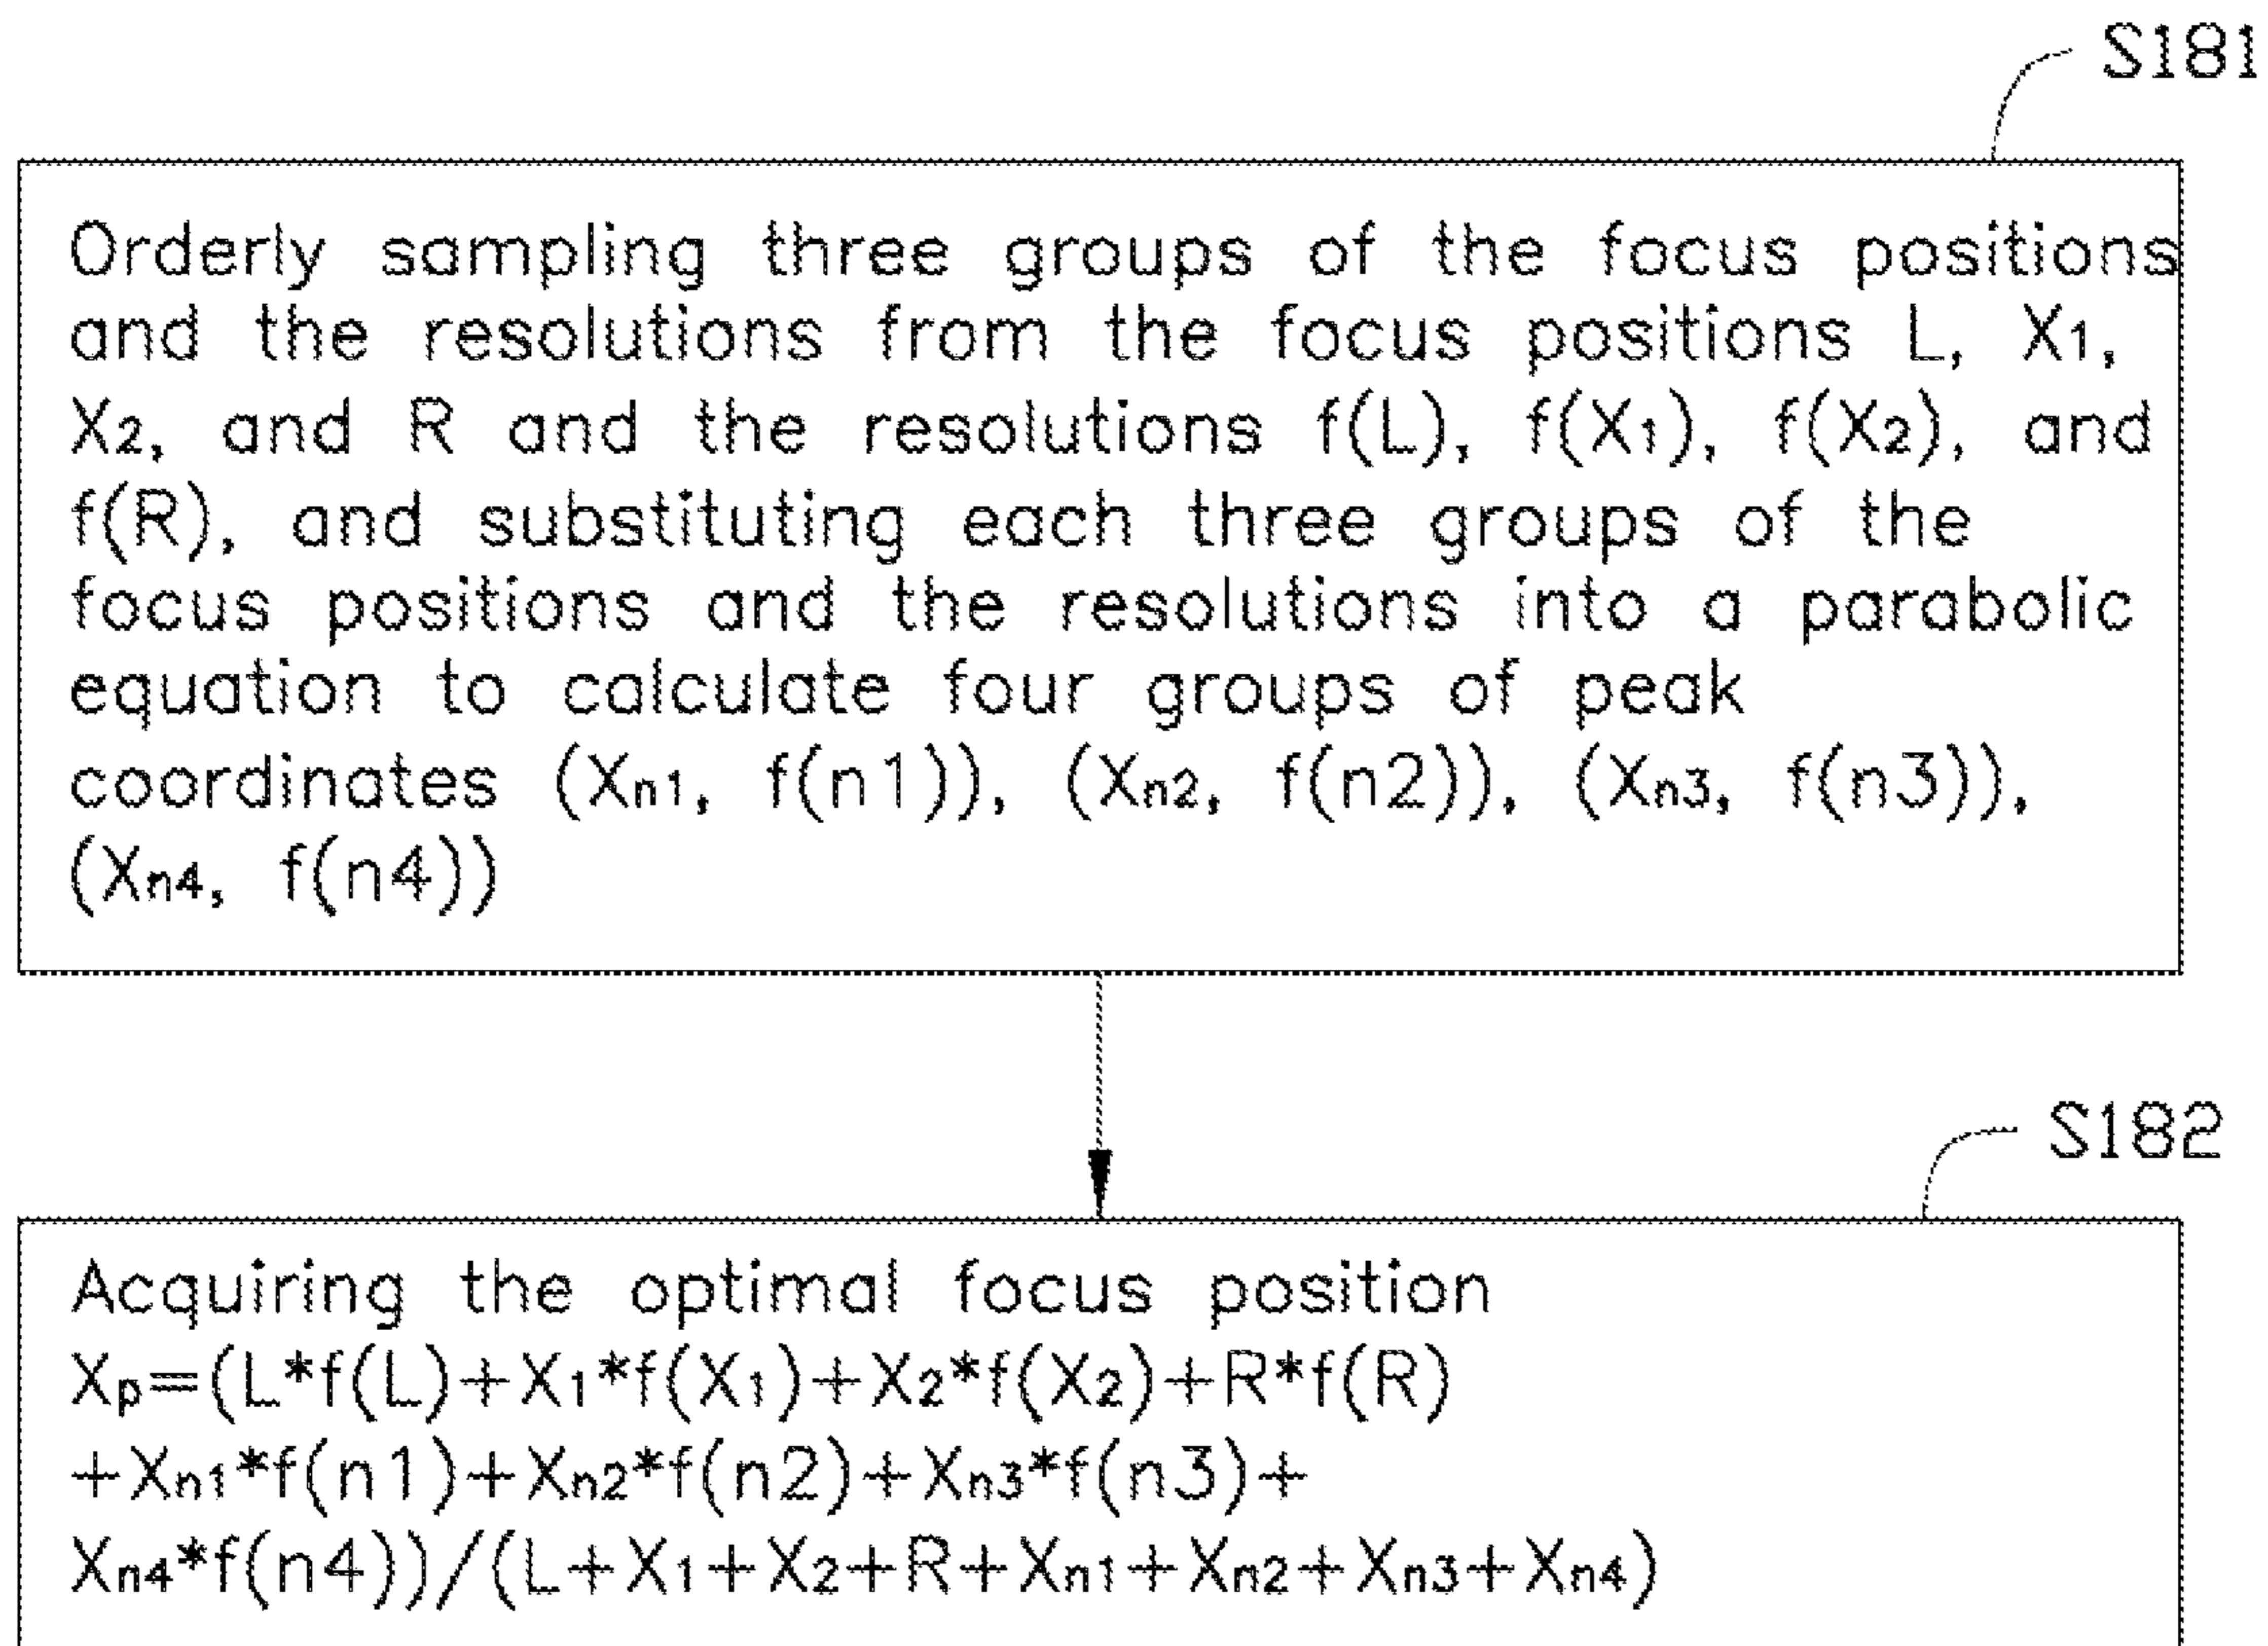 S181
Orderly sampling three groups of the focus positions
and the resolutions from the focus positions L, X1,
X2, and R and the resolutions f(L), f(X1), f(X2), and
f(R), and substituting each three groups of the
focus positions and the resolutions into a parabolic
equation to calculate four groups of peak
coordinates (Xn1, f(n1)), (Xn2, f(n2)), (Xn3, f(n3)),
(Xn4, f(n4))
S182
Acquiring the optimal focus position
Xp=(L*f(L)+X1*f(X1)+X2*f(X2)+R*f(R)
+Xn1*f(n1)+Xn2*f(n2)+Xn3*f(n3)+
Xn4*f(n4))/(L+X1+X2+R+Xn1+Xn2+Xn3+Xn4)